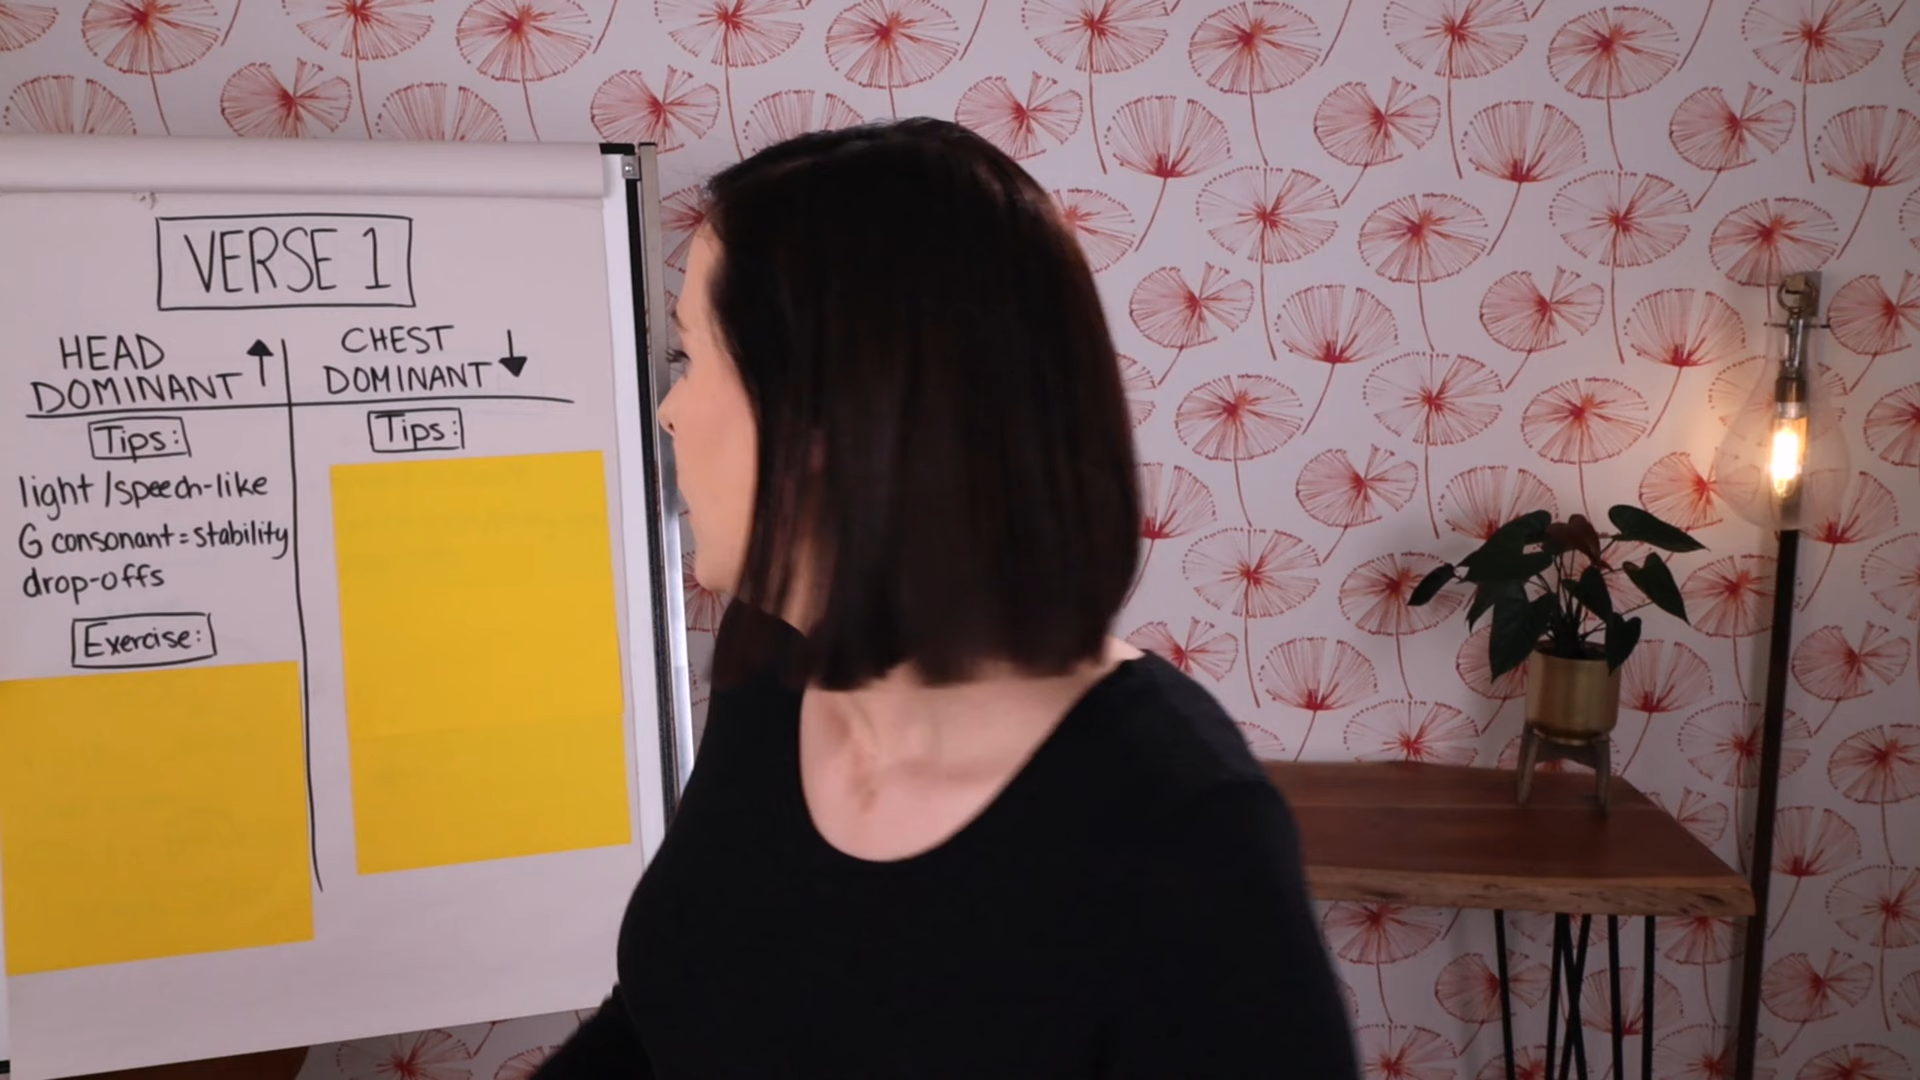 VERSE 1
HEAD
DOMINANT
Tips:
light/speech-like
G consonant = stability
drop-offs
Exercise:
CHEST
DOMINANT
Tips: